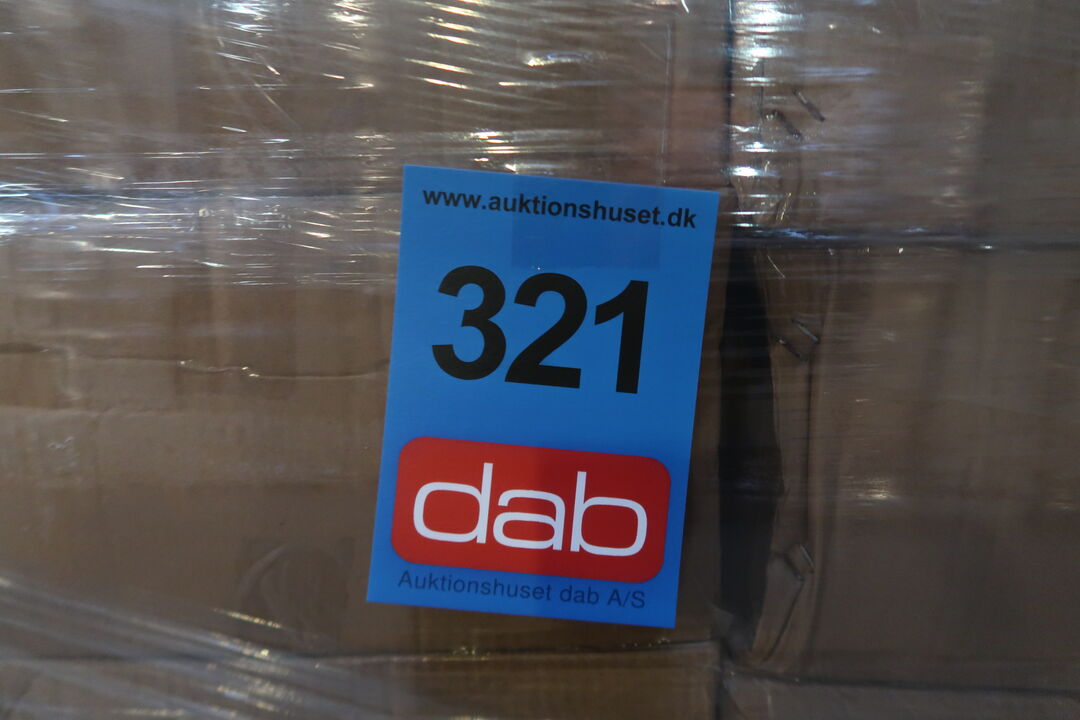 www.auktionshuset.dk
321
dab
Auktionshuset dab A/S